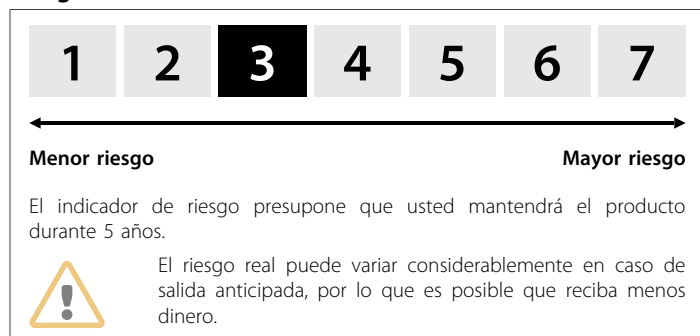 1 2 3 4 5 6 7
Menor riesgo Mayor riesgo
El indicador de riesgo presupone que usted mantendrá el producto
durante 5 años.
El riesgo real puede variar considerablemente en caso de
salida anticipada, por lo que es posible que reciba menos
dinero.